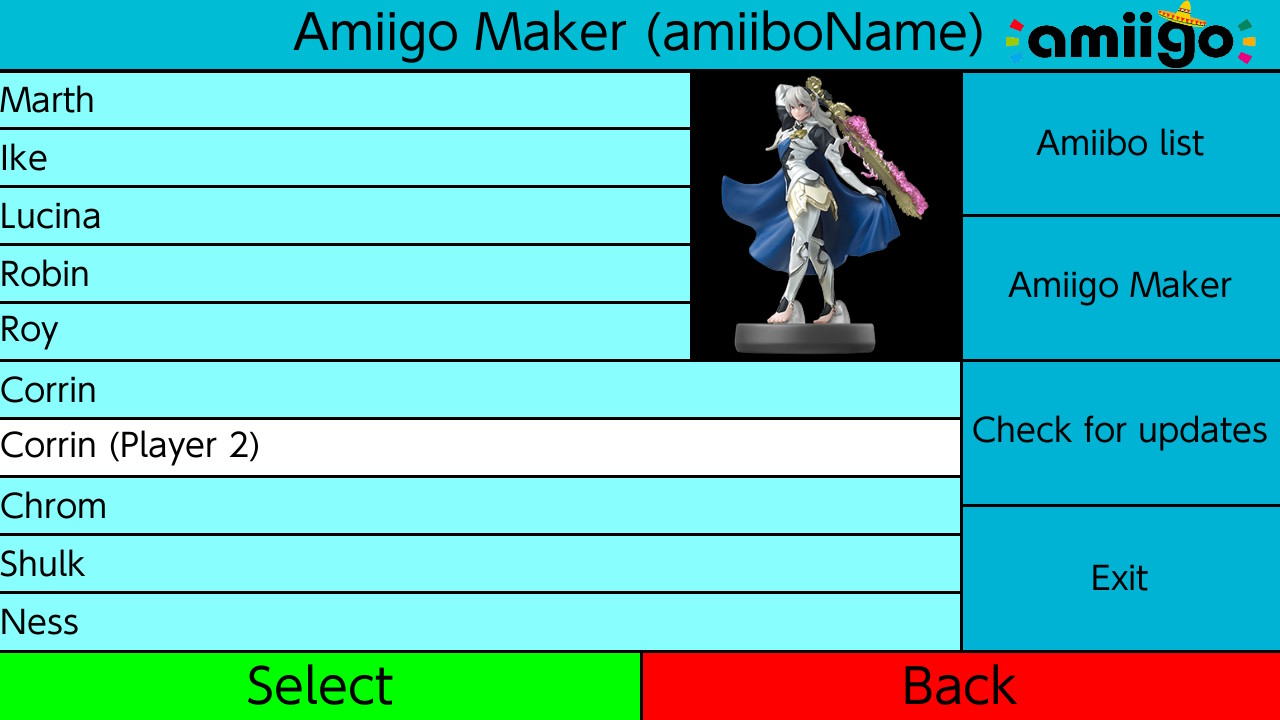 Amiigo Maker (amiiboName)
amiigo
Marth
Ike
Lucina
Robin
Roy
Corrin
Corrin (Player 2)
Chrom
Shulk
Ness
Amiibo list
Amiigo Maker
Check for updates
Exit
Select
Back